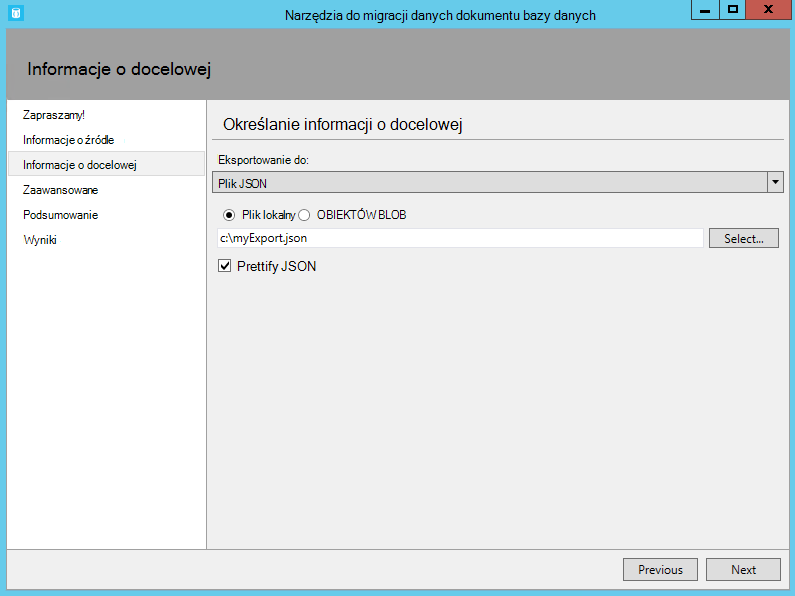 Narzędzia do migracji danych dokumentu bazy danych
Informacje o docelowej
Zapraszamy!
Informacje o źródle
Informacje o docelowej
Zaawansowane
Podsumowanie
Wyniki
Określanie informacji o docelowej
Eksportowanie do:
Plik JSON
Plik lokalny OBIEKTÓW BLOB
c:\myExport.json Select...
Prettify JSON
Previous Next